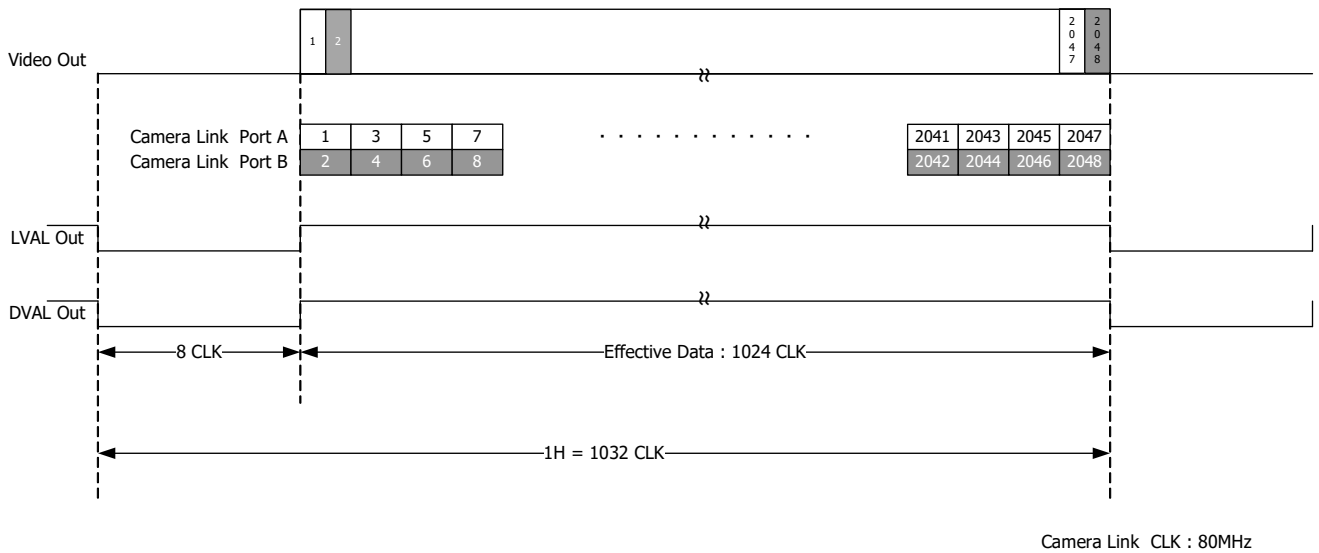 1 2 2047 2048
Video Out
Camera Link Port A 1 3 5 7 . . . . . . . . . . . . . 2041 2043 2045 2047
Camera Link Port B 2 4 6 8 2042 2044 2046 2048
LVAL Out
DVAL Out
8 CLK Effective Data : 1024 CLK
1H = 1032 CLK
Camera Link CLK : 80MHz